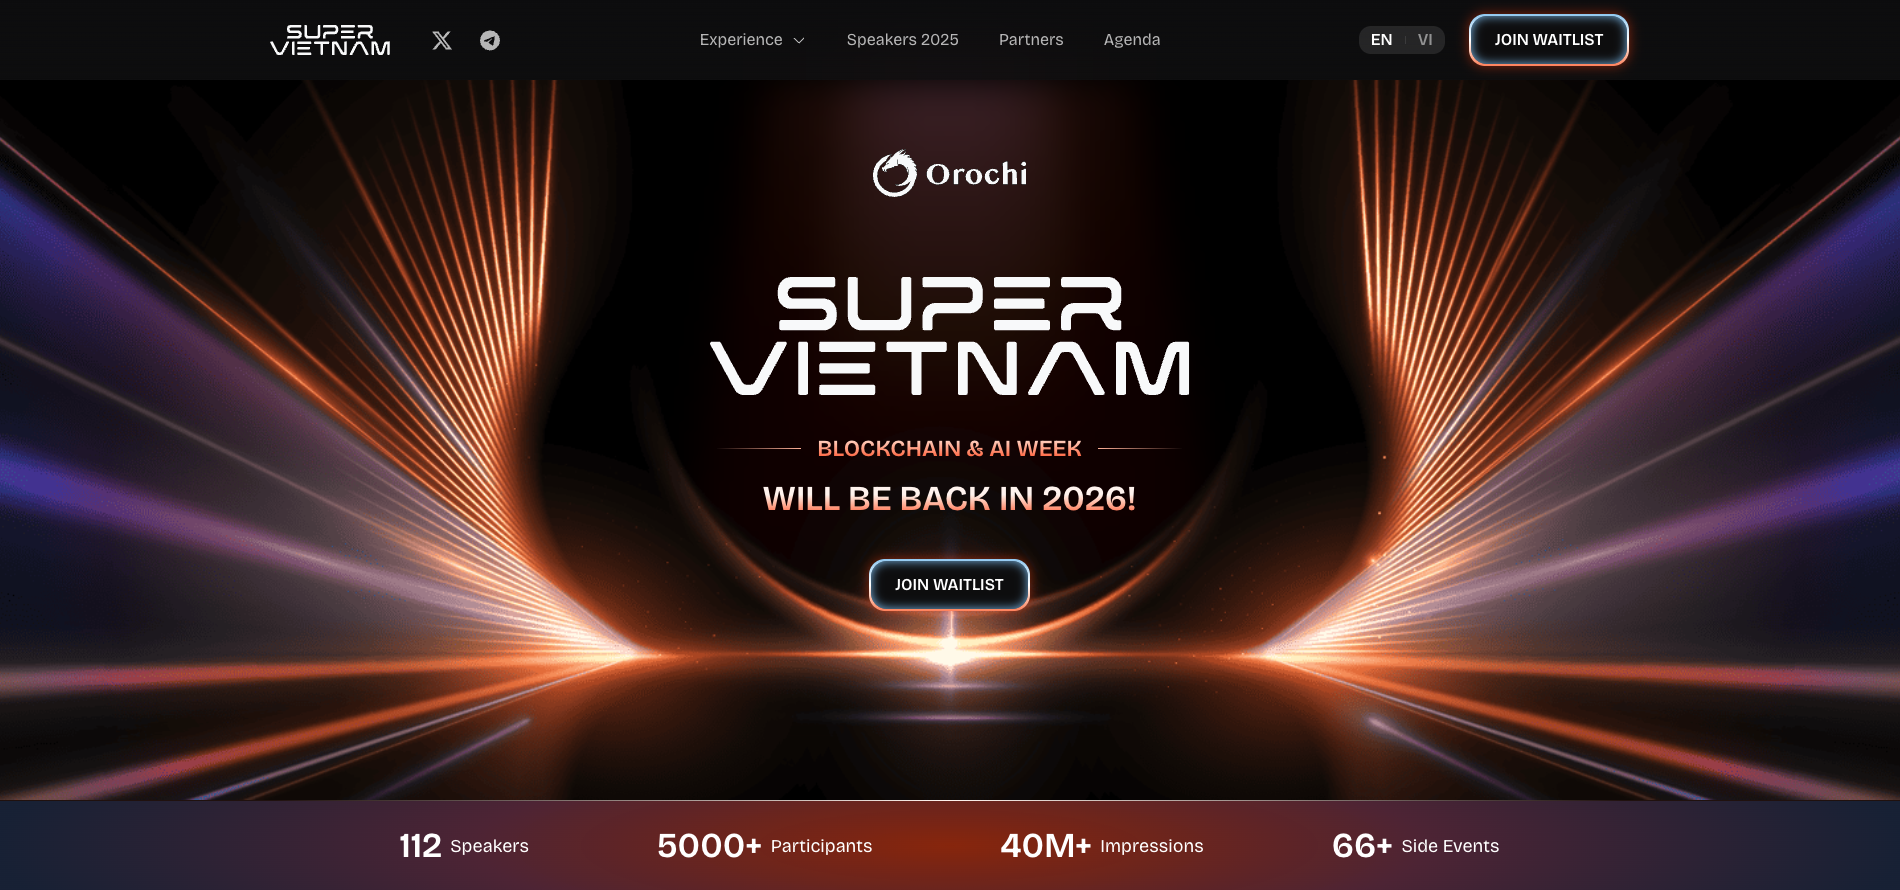 SUPER
VIETNAM
Experience
Speakers 2025
Partners
Agenda
EN
VI
JOIN WAITLIST
Orochi
SUPER
VIETNAM
BLOCKCHAIN & AI WEEK
WILL BE BACK IN 2026!
JOIN WAITLIST
112 Speakers
5000+ Participants
40M+ Impressions
66+ Side Events